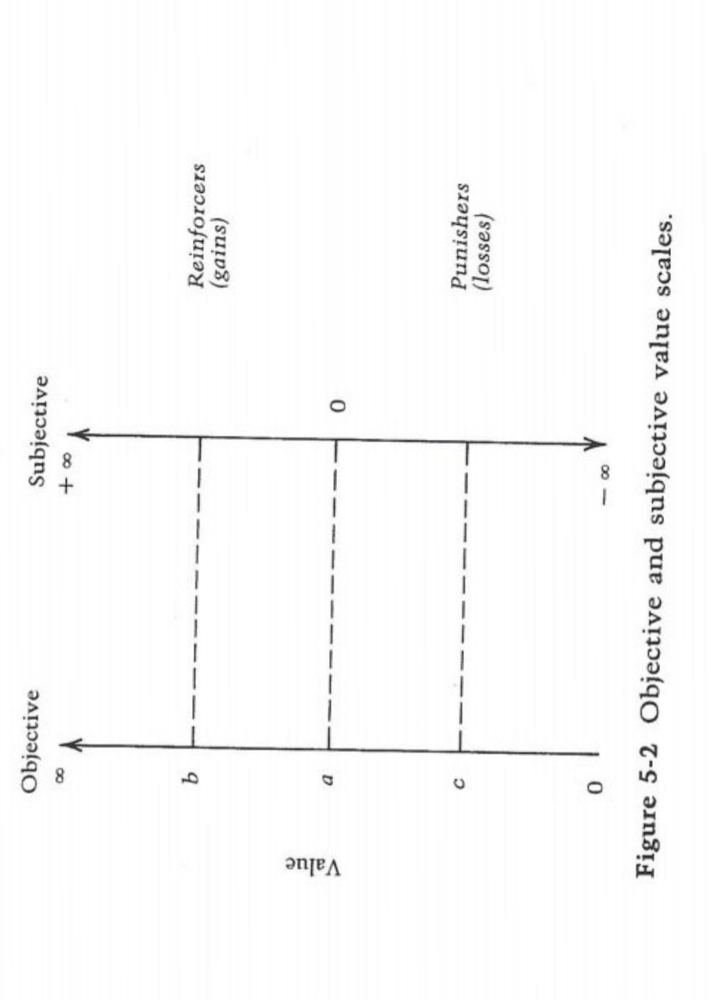 Objective
Subjective
∞
+ ∞
b
Reinforcers
(gains)
Value
a
0
c
Punishers
(losses)
0
− ∞
Figure 5-2 Objective and subjective value scales.